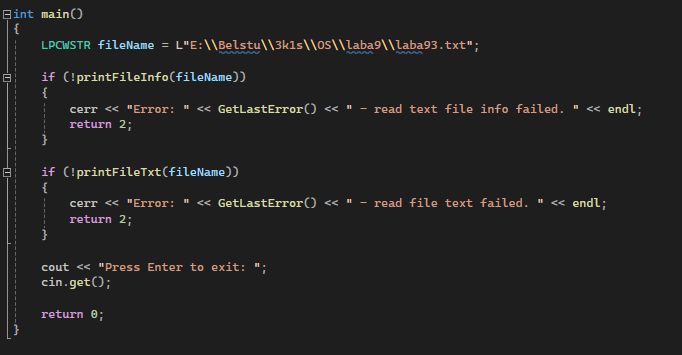 int main()
{
LPCWSTR fileName = L"E:\\Belstu\\3k1s\\OS\\laba9\\laba93.txt";
if (!printFileInfo(fileName))
{
cerr << "Error: " << GetLastError() << " - read text file info failed. " << endl;
return 2;
}
if (!printFileTxt(fileName))
{
cerr << "Error: " << GetLastError() << " - read file text failed. " << endl;
return 2;
}
cout << "Press Enter to exit: ";
cin.get();
return 0;
}